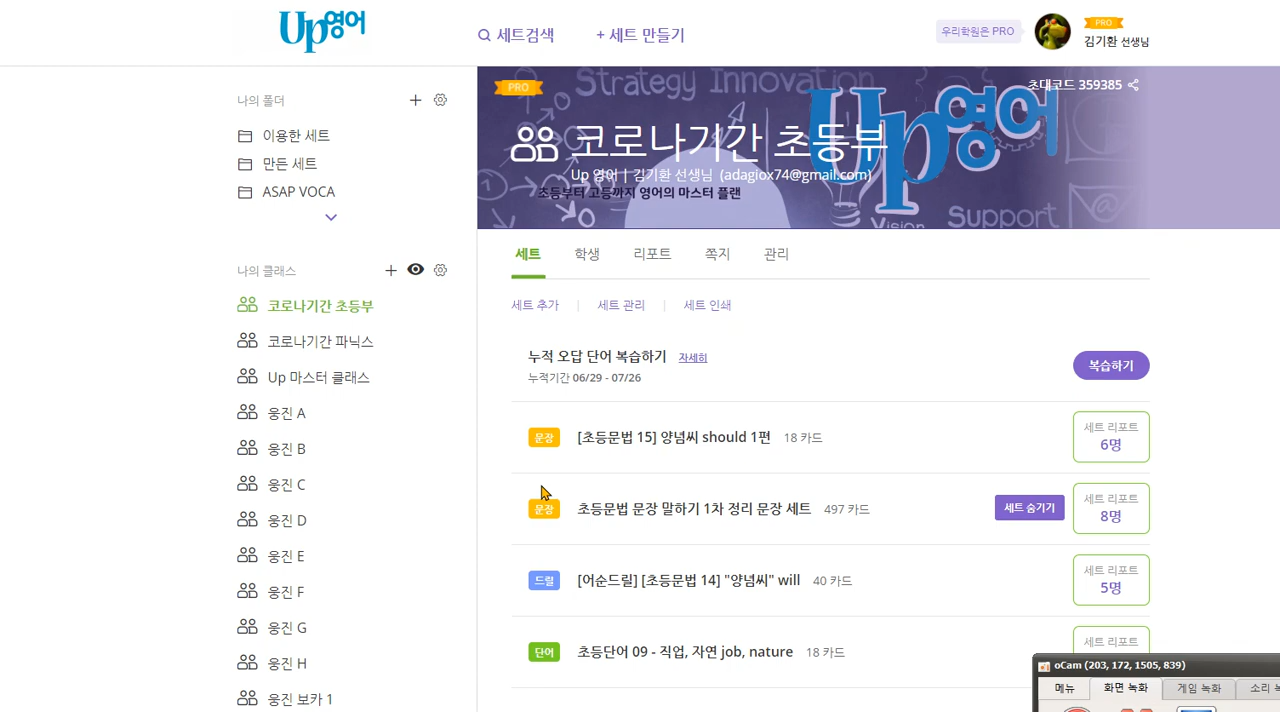 Up영어
세트검색
+ 세트 만들기
우리학원은 PRO
PRO
김기환 선생님
나의 폴더
이용한 세트
만든 세트
ASAP VOCA
나의 클래스
코로나기간 초등부
코로나기간 파닉스
Up 마스터 클래스
웅진 A
웅진 B
웅진 C
웅진 D
웅진 E
웅진 F
웅진 G
웅진 H
웅진 보카 1
PRO
Strategy Innovation
초대코드 359385
코로나기간 초등부
Up영어
Up 영어 | 김기환 선생님 (adagiox74@gmail.com)
초등부터 고등까지 영어의 마스터 플랜
Vision
Support
세트
학생
리포트
쪽지
관리
세트 추가
세트 관리
세트 인쇄
누적 오답 단어 복습하기 자세히
누적기간 06/29 - 07/26
복습하기
문장 [초등문법 15] 양념씨 should 1편 18 카드
세트 리포트
6명
문장 초등문법 문장 말하기 1차 정리 문장 세트 497 카드
세트 숨기기
세트 리포트
8명
드릴 [어순드릴] [초등문법 14] "양념씨" will 40 카드
세트 리포트
5명
단어 초등단어 09 - 직업, 자연 job, nature 18 카드
세트 리포트
oCam (203, 172, 1505, 839)
메뉴
화면 녹화
게임 녹화
소리